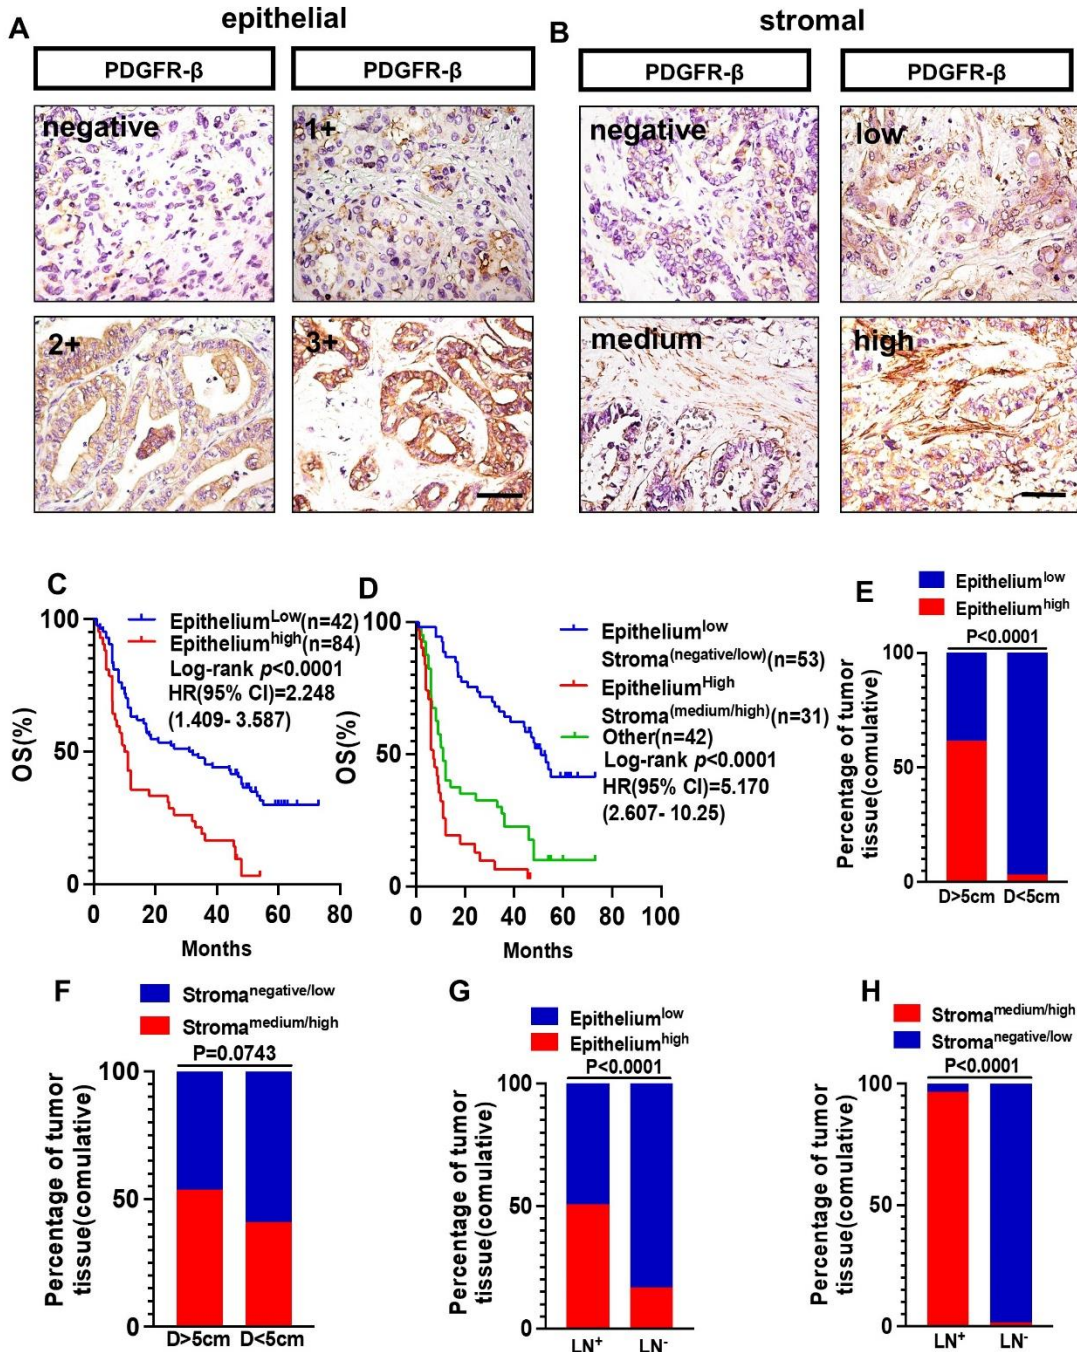 A
epithelial
PDGFR-β
PDGFR-β
negative
1+
2+
3+
B
stromal
PDGFR-β
PDGFR-β
negative
low
medium
high
C
OS(%)
100
50
0
0 20 40 60 80
Months
Epithelium^Low(n=42)
Epithelium^high(n=84)
Log-rank p<0.0001
HR(95% CI)=2.248
(1.409- 3.587)
D
OS(%)
100
50
0
0 20 40 60 80 100
Months
Epithelium^low
Stroma^(negative/low)(n=53)
Epithelium^High
Stroma^(medium/high)(n=31)
Other(n=42)
Log-rank p<0.0001
HR(95% CI)=5.170
(2.607- 10.25)
E
Epithelium^low
Epithelium^high
P<0.0001
Percentage of tumor
tissue(comulative)
100
50
0
D>5cm D<5cm
F
Stroma^negative/low
Stroma^medium/high
P=0.0743
Percentage of tumor
tissue(comulative)
100
50
0
D>5cm D<5cm
G
Epithelium^low
Epithelium^high
P<0.0001
Percentage of tumor
tissue(comulative)
100
50
0
LN⁺ LN⁻
H
Stroma^medium/high
Stroma^negative/low
P<0.0001
Percentage of tumor
tissue(comulative)
100
50
0
LN⁺ LN⁻